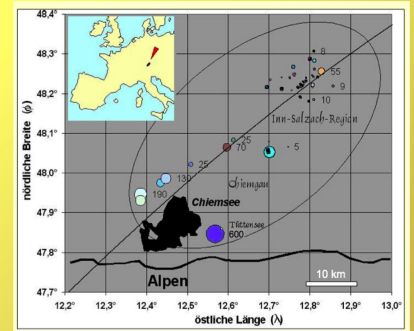 48,4
48,3
48,2
48,1
48,0
47,9
47,8
47,7
nördliche Breite (ϕ)
8
55
9
10
Inn-Salzach-Region
25
70
5
25
130
Chiemgau
190
Chiemsee
Tüttensee
600
Alpen
10 km
12,2 12,3 12,4 12,5 12,6 12,7 12,8 12,9 13,0
östliche Länge (λ)